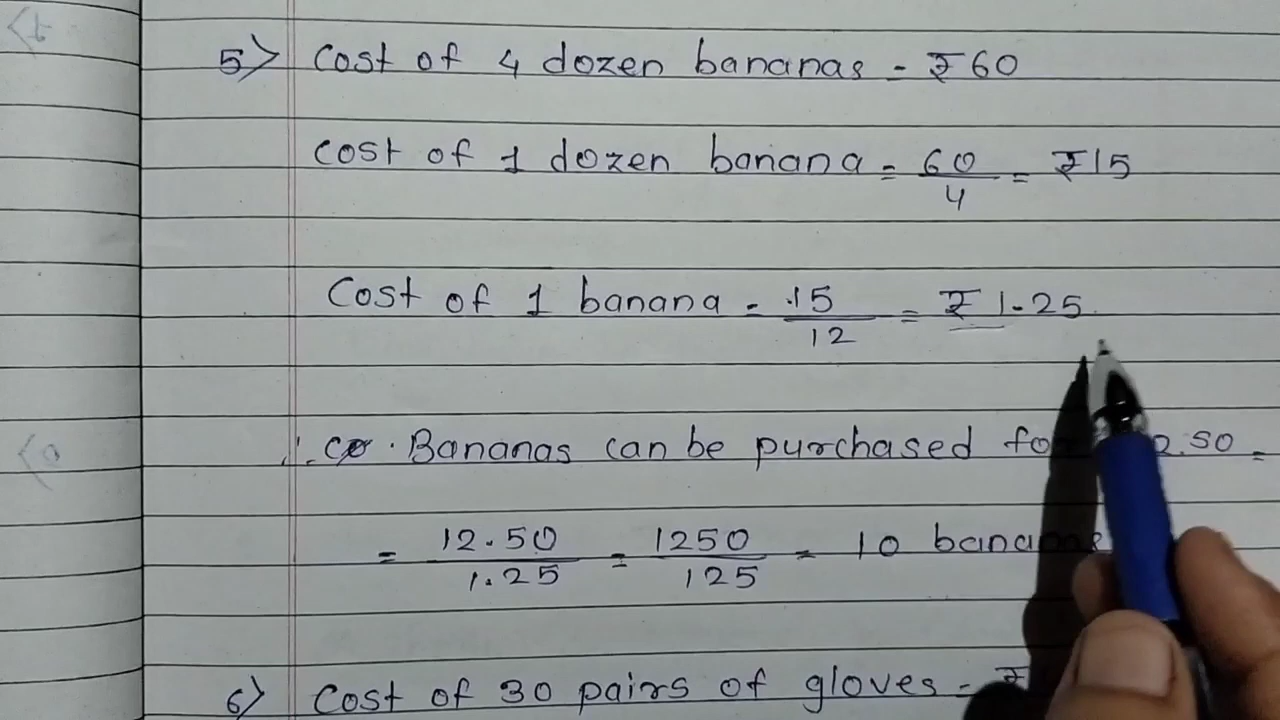 5) Cost of 4 dozen bananas - ₹60
Cost of 1 dozen banana = 60/4 = ₹15
Cost of 1 banana = 15/12 = ₹1.25
∴ Bananas can be purchased 2.50 =
= 12.50/1.25 = 1250/125 = 10
6) Cost of 30 pairs of gloves - ₹